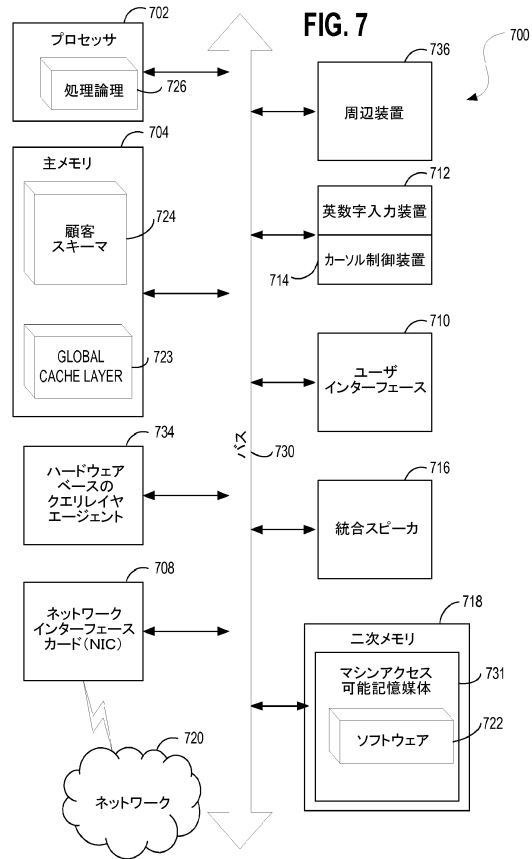 FIG. 7
700
702
プロセッサ
処理論理
726
704
主メモリ
顧客
スキーマ
724
GLOBAL
CACHE LAYER
723
734
ハードウェア
ベースの
クエリレイヤ
エージェント
708
ネットワーク
インターフェース
カード(NIC)
720
ネットワーク
バス
730
736
周辺装置
712
英数字入力装置
カーソル制御装置
714
710
ユーザ
インターフェース
716
統合スピーカ
718
二次メモリ
マシンアクセス
可能記憶媒体
731
ソフトウェア
722